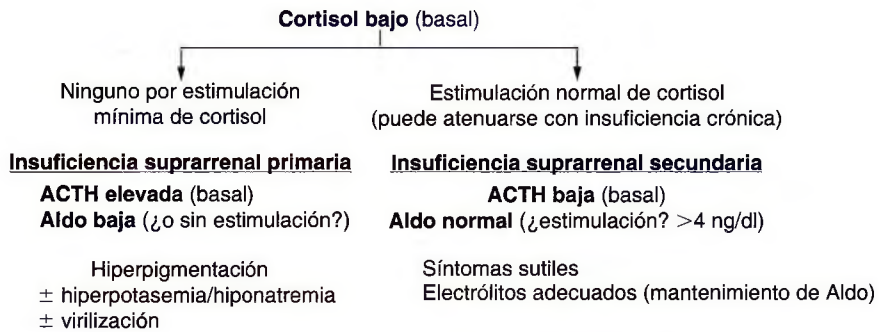 Cortisol bajo (basal)
Ninguno por estimulación
mínima de cortisol
Insuficiencia suprarrenal primaria
ACTH elevada (basal)
Aldo baja (¿o sin estimulación?)
Hiperpigmentación
± hiperpotasemia/hiponatremia
± virilización
Estimulación normal de cortisol
(puede atenuarse con insuficiencia crónica)
Insuficiencia suprarrenal secundaria
ACTH baja (basal)
Aldo normal (¿estimulación? >4 ng/dl)
Síntomas sutiles
Electrólitos adecuados (mantenimiento de Aldo)